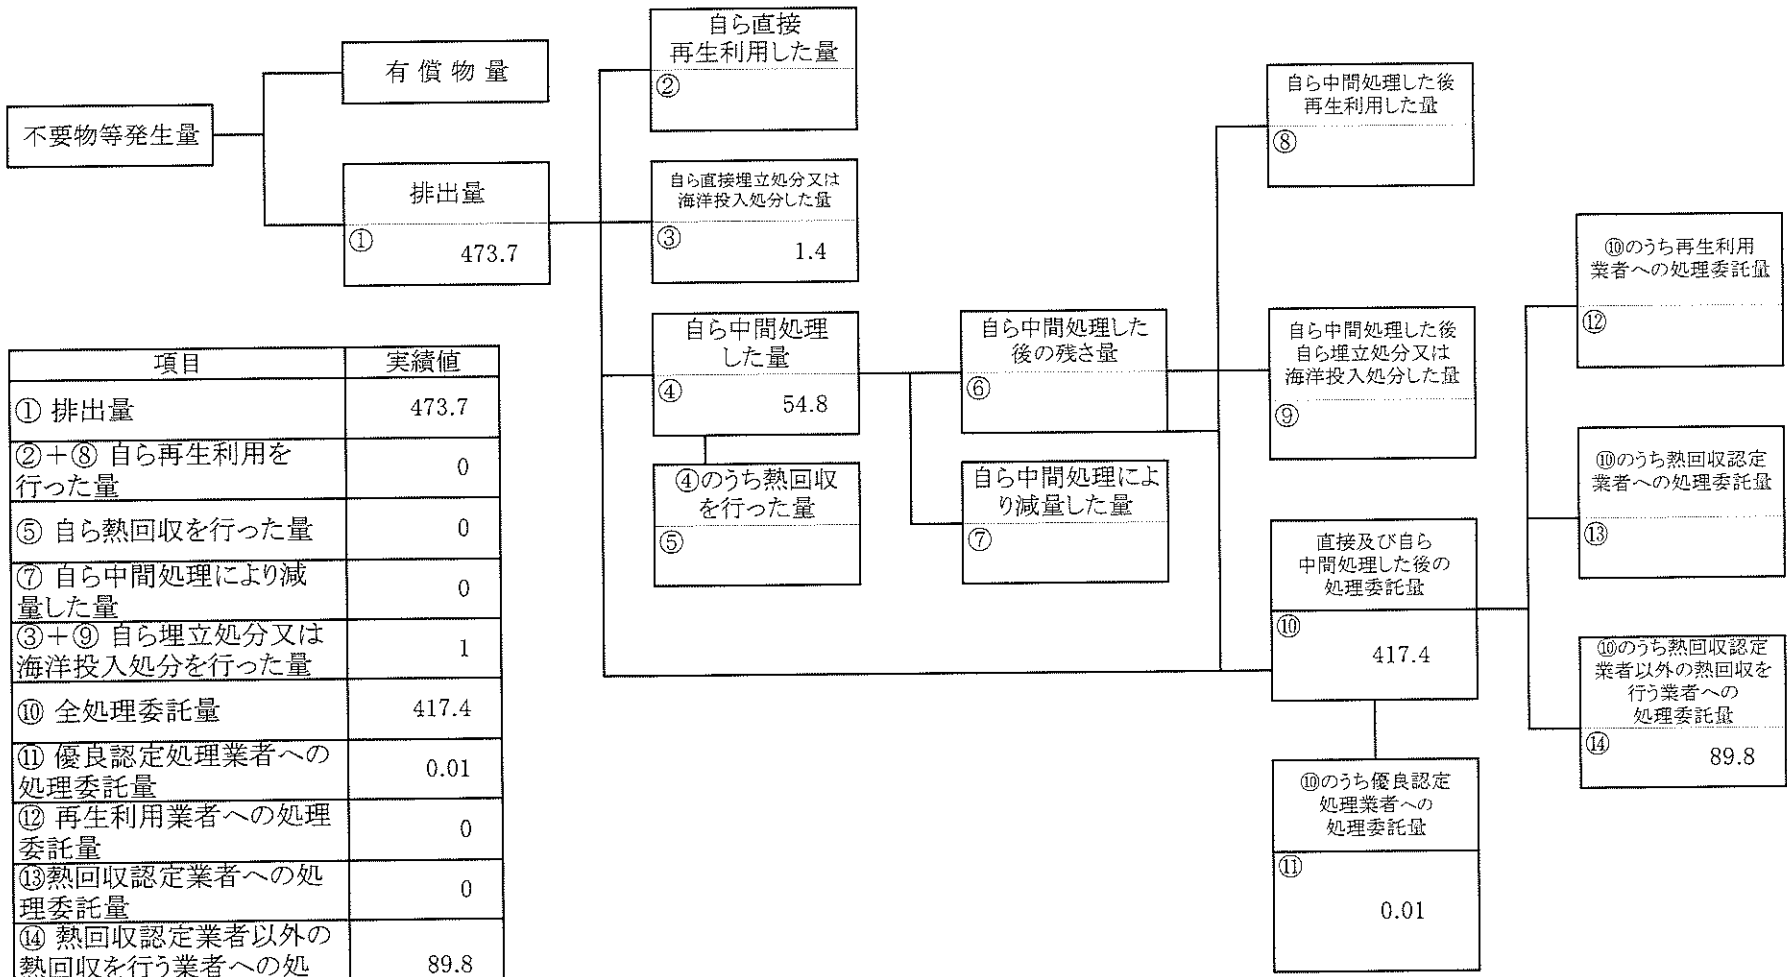 不要物等発生量
有償物量
排出量
①
473.7
自ら直接
再生利用した量
②
自ら直接埋立処分又は
海洋投入処分した量
③
1.4
自ら中間処理
した量
④
54.8
④のうち熱回収
を行った量
⑤
自ら中間処理した
後の残さ量
⑥
自ら中間処理によ
り減量した量
⑦
自ら中間処理した後
再生利用した量
⑧
自ら中間処理した後
自ら埋立処分又は
海洋投入処分した量
⑨
直接及び自ら
中間処理した後の
処理委託量
⑩
417.4
⑩のうち優良認定
処理業者への
処理委託量
⑪
0.01
⑩のうち再生利用
業者への処理委託量
⑫
⑩のうち熱回収認定
業者への処理委託量
⑬
⑩のうち熱回収認定
業者以外の熱回収を
行う業者への
処理委託量
⑭
89.8
項目 実績値
① 排出量 473.7
②+⑧ 自ら再生利用を
行った量 0
⑤ 自ら熱回収を行った量 0
⑦ 自ら中間処理により減
量した量 0
③+⑨ 自ら埋立処分又は
海洋投入処分を行った量 1
⑩ 全処理委託量 417.4
⑪ 優良認定処理業者への
処理委託量 0.01
⑫ 再生利用業者への処理
委託量 0
⑬熱回収認定業者への処
理委託量 0
⑭ 熱回収認定業者以外の
熱回収を行う業者への処 89.8